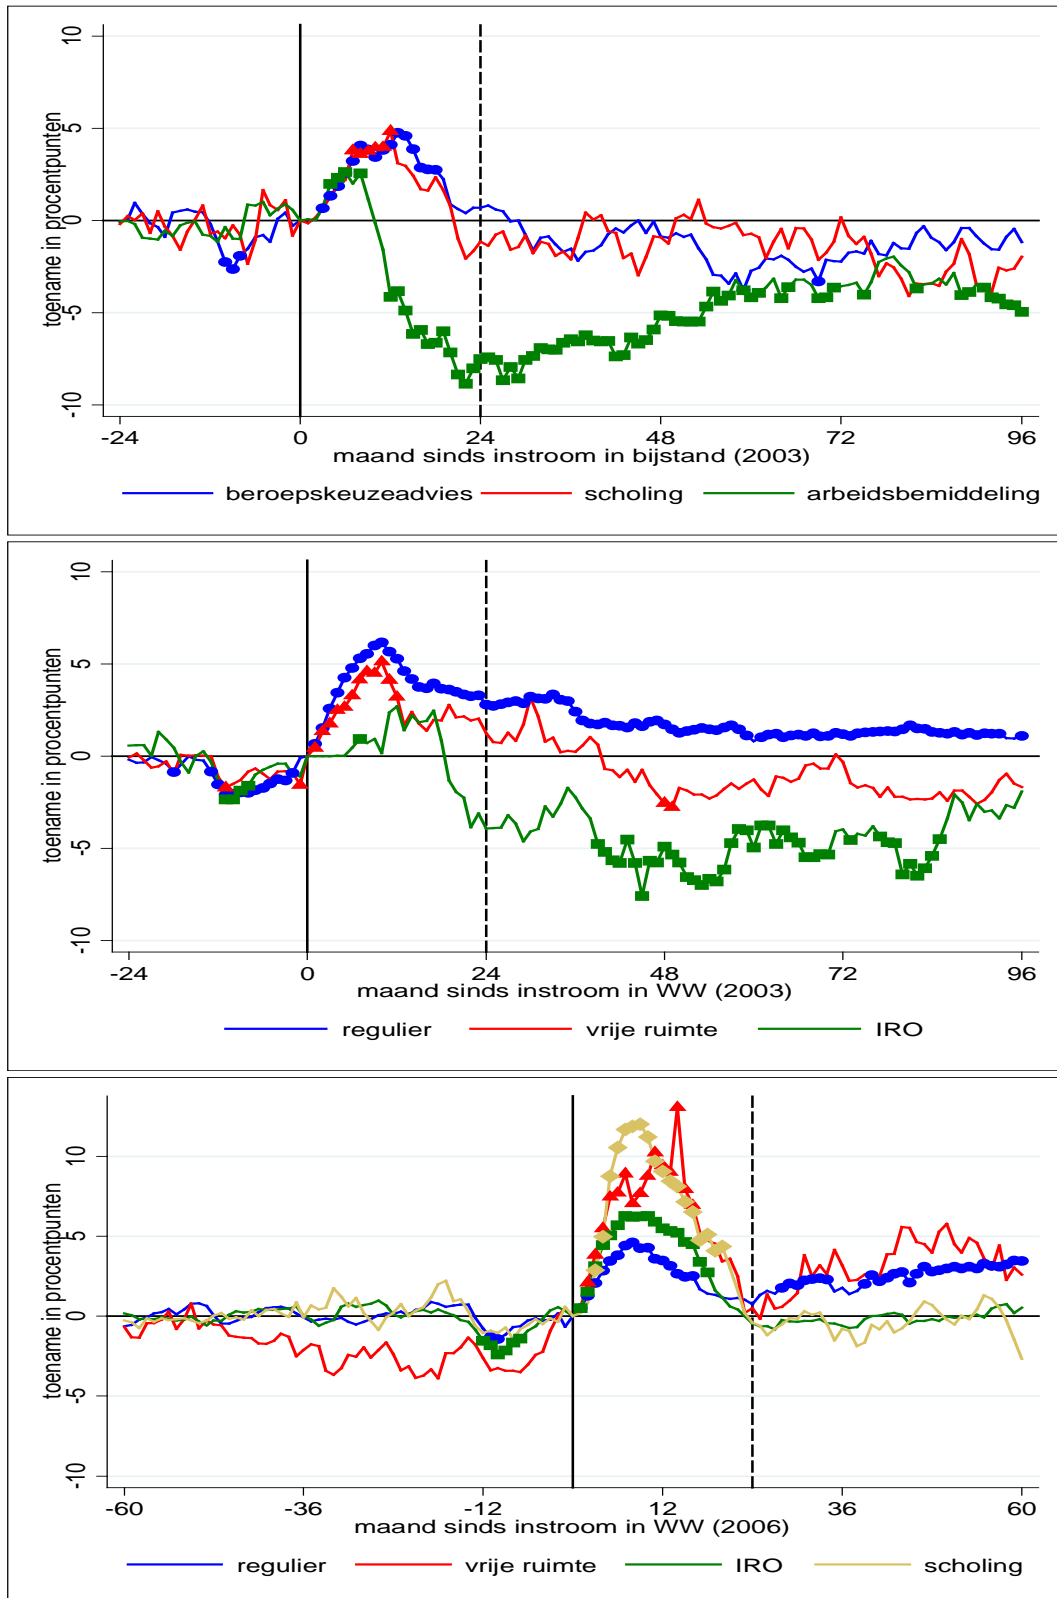 toename in procentpunten
10
5
0
-5
-10
-24 0 24 48 72 96
maand sinds instroom in bijstand (2003)
beroepskeuzeadvies scholing arbeidsbemiddeling
toename in procentpunten
10
5
0
-5
-10
-24 0 24 48 72 96
maand sinds instroom in WW (2003)
regulier vrije ruimte IRO
toename in procentpunten
10
5
0
-5
-10
-60 -36 -12 12 36 60
maand sinds instroom in WW (2006)
regulier vrije ruimte IRO scholing